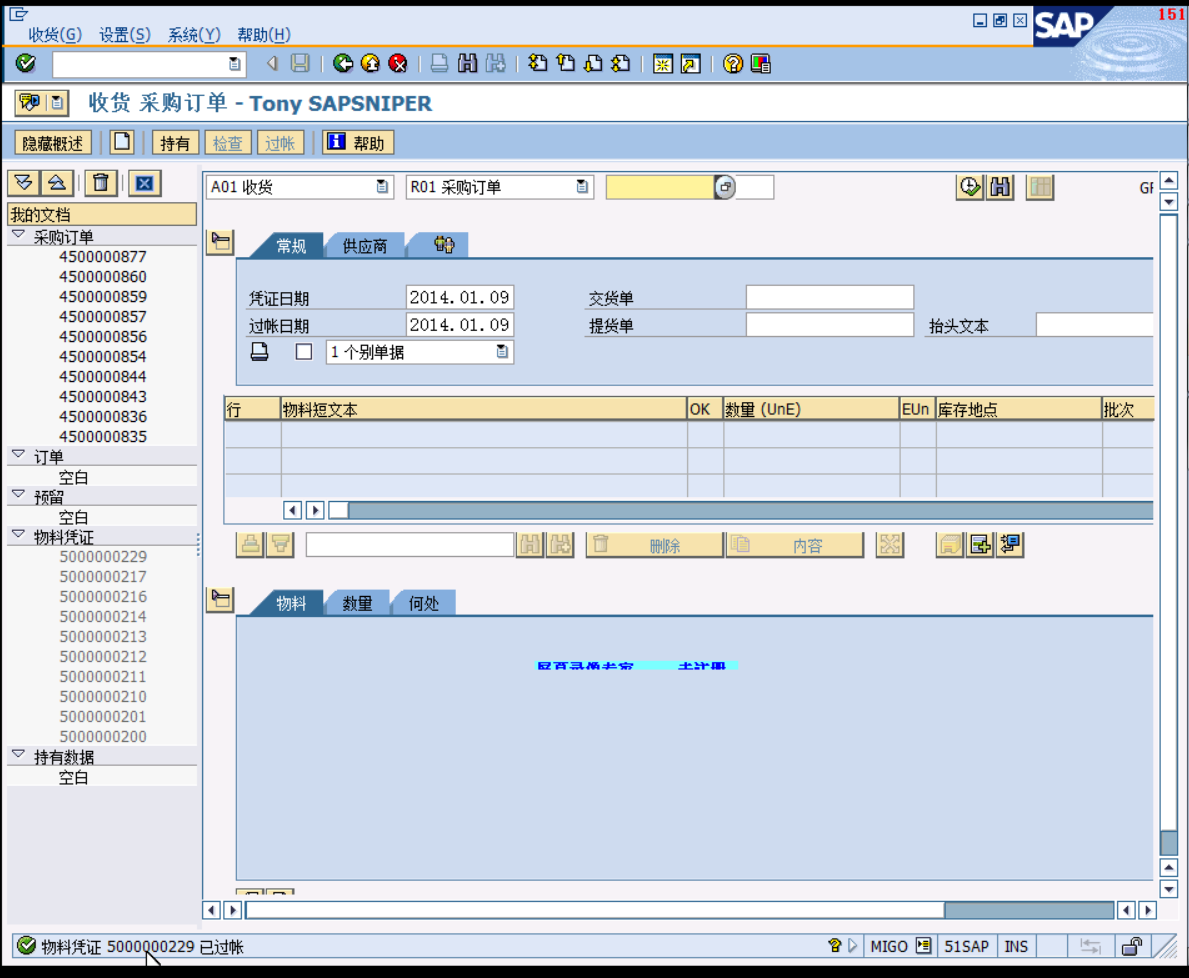 151
收货(G) 设置(S) 系统(Y) 帮助(H)
SAP
收货 采购订单 - Tony SAPSNIPER
隐藏概述 持有 检查 过帐 帮助
我的文档
采购订单
4500000877
4500000860
4500000859
4500000857
4500000856
4500000854
4500000844
4500000843
4500000836
4500000835
订单
空白
预留
空白
物料凭证
5000000229
5000000217
5000000216
5000000214
5000000213
5000000212
5000000211
5000000210
5000000201
5000000200
持有数据
空白
A01 收货 R01 采购订单
常规 供应商
凭证日期 2014.01.09 交货单
过帐日期 2014.01.09 提货单 抬头文本
1 个别单据
行 物料短文本 OK 数量 (UnE) EUn 库存地点 批次
删除 内容
物料 数量 何处
物料凭证 5000000229 已过帐 MIGO 51SAP INS